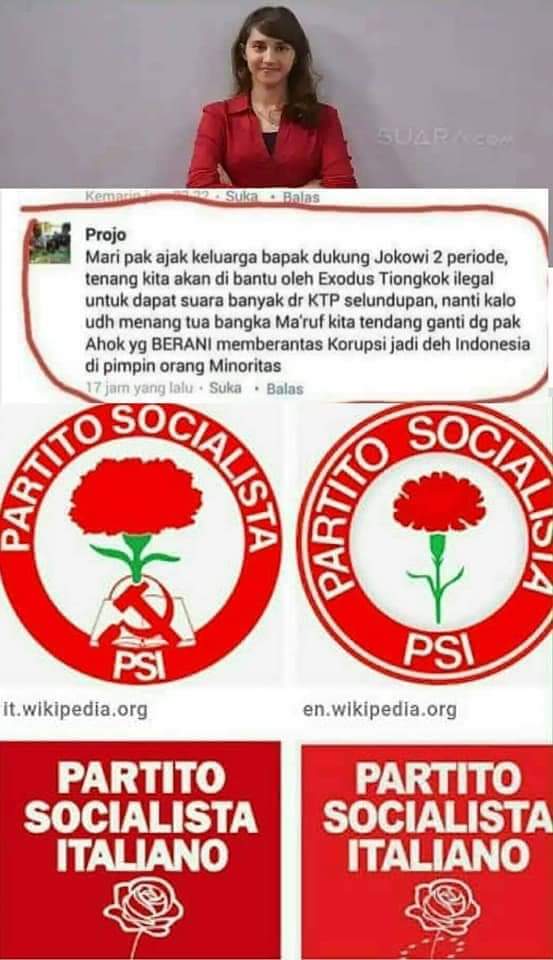 SUARA.com
Kemarin
Suka • Balas
Projo
Mari pak ajak keluarga bapak dukung Jokowi 2 periode,
tenang kita akan di bantu oleh Exodus Tiongkok ilegal
untuk dapat suara banyak dr KTP selundupan, nanti kalo
udh menang tua bangka Ma'ruf kita tendang ganti dg pak
Ahok yg BERANI memberantas Korupsi jadi deh Indonesia
di pimpin orang Minoritas
17 jam yang lalu • Suka • Balas
PARTITO SOCIALISTA
PSI
PARTITO SOCIALISTA
PSI
it.wikipedia.org
en.wikipedia.org
PARTITO
SOCIALISTA
ITALIANO
PARTITO
SOCIALISTA
ITALIANO